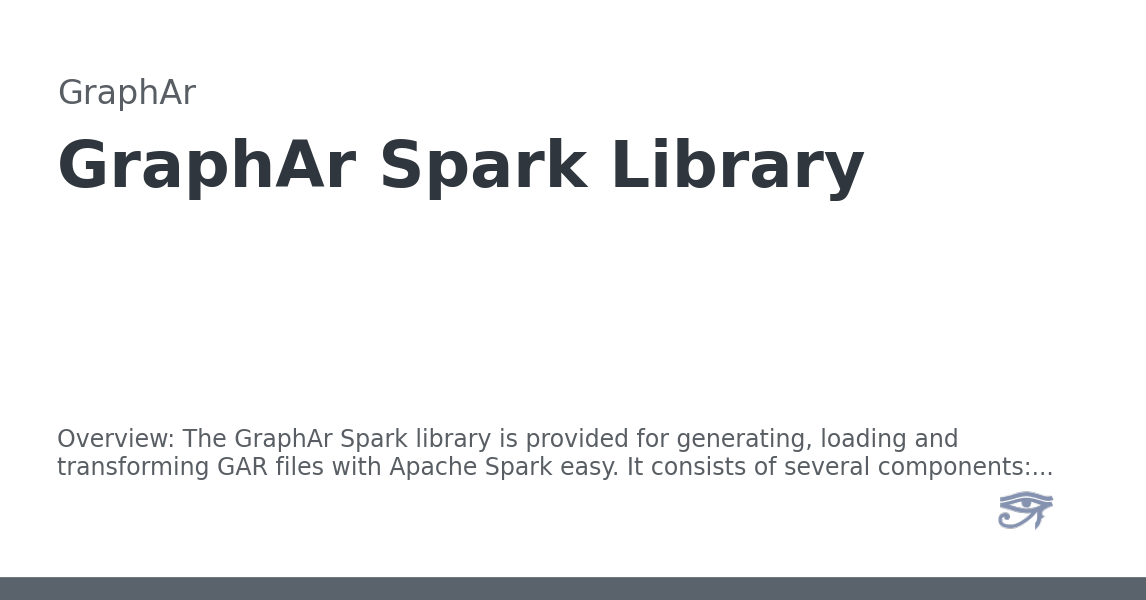 GraphAr
GraphAr Spark Library
Overview: The GraphAr Spark library is provided for generating, loading and
transforming GAR files with Apache Spark easy. It consists of several components:...